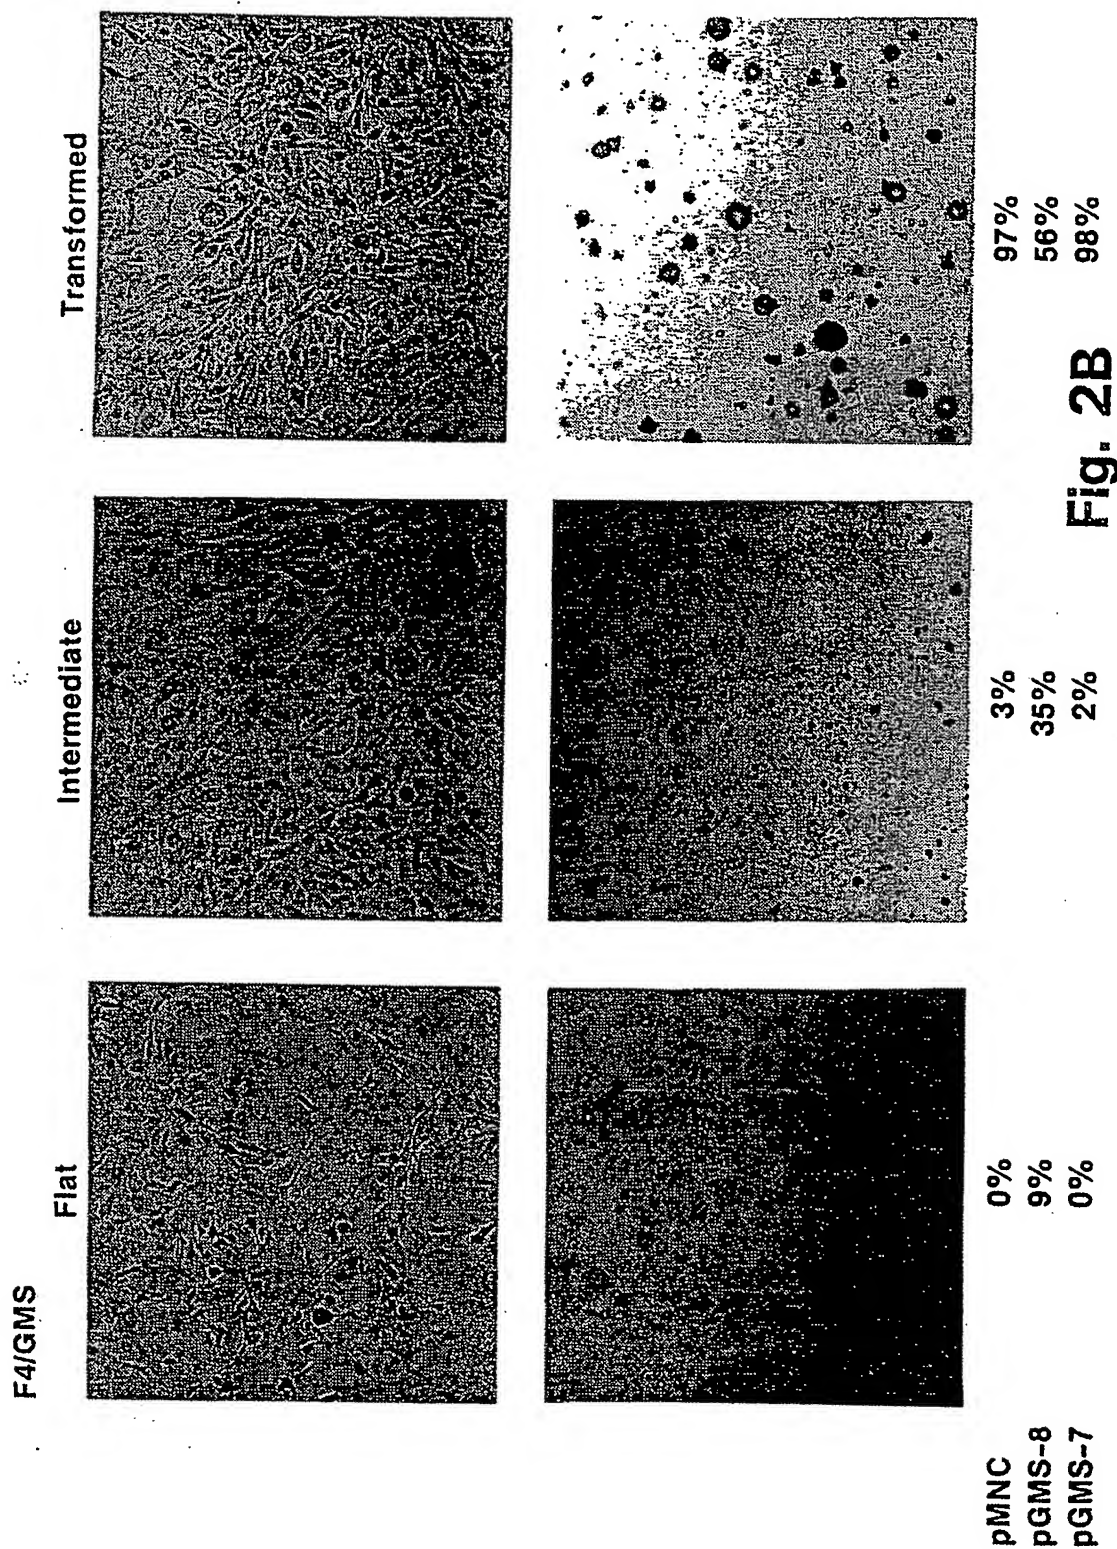 F4/GMS
Flat Intermediate Transformed
pMNC 0% 3% 97%
pGMS-8 9% 35% 56%
pGMS-7 0% 2% 98%
Fig. 2B